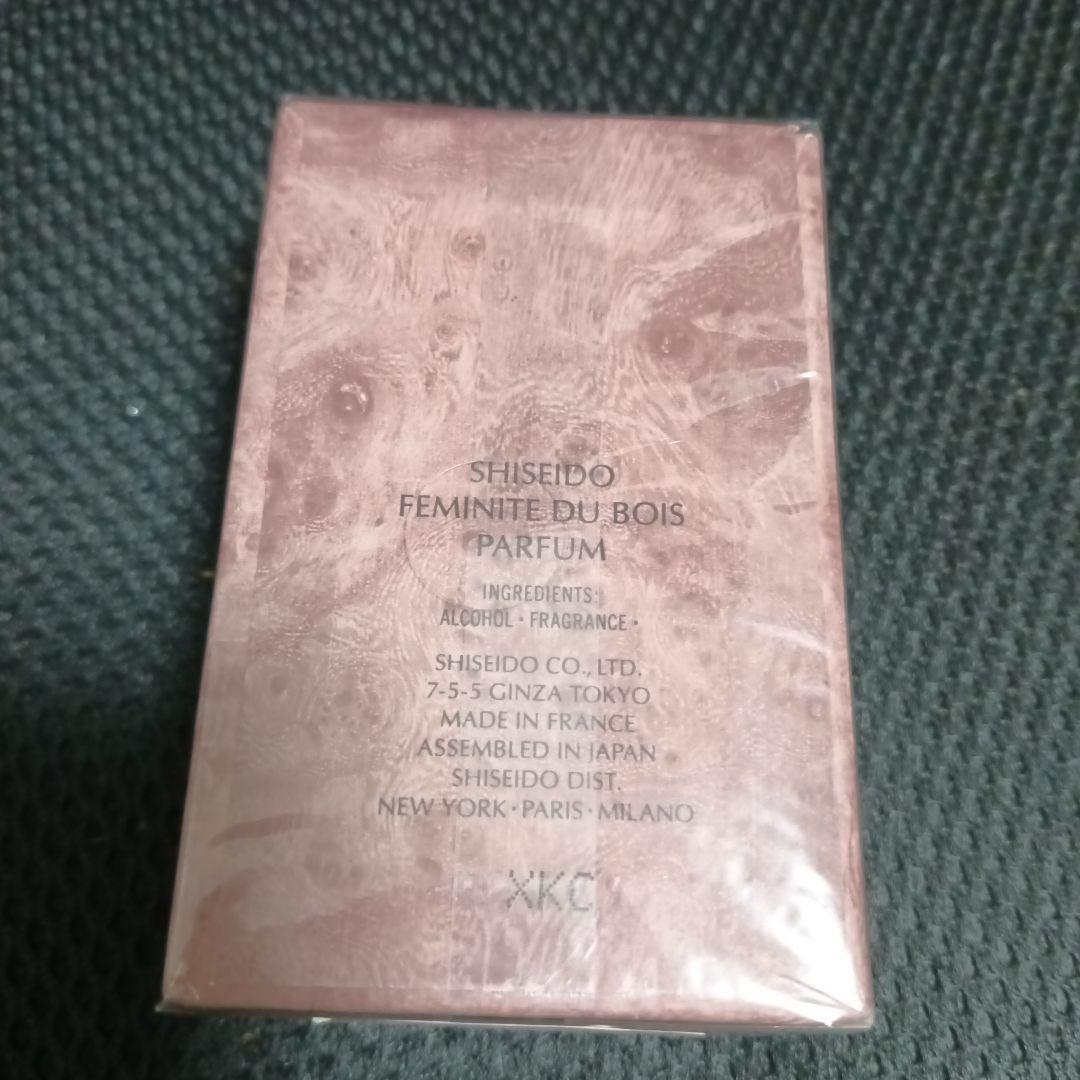 SHISEIDO
FEMINITE DU BOIS
PARFUM
INGREDIENTS:
ALCOHOL・FRAGRANCE・
SHISEIDO CO., LTD.
7-5-5 GINZA TOKYO
MADE IN FRANCE
ASSEMBLED IN JAPAN
SHISEIDO DIST.
NEW YORK・PARIS・MILANO
XKC